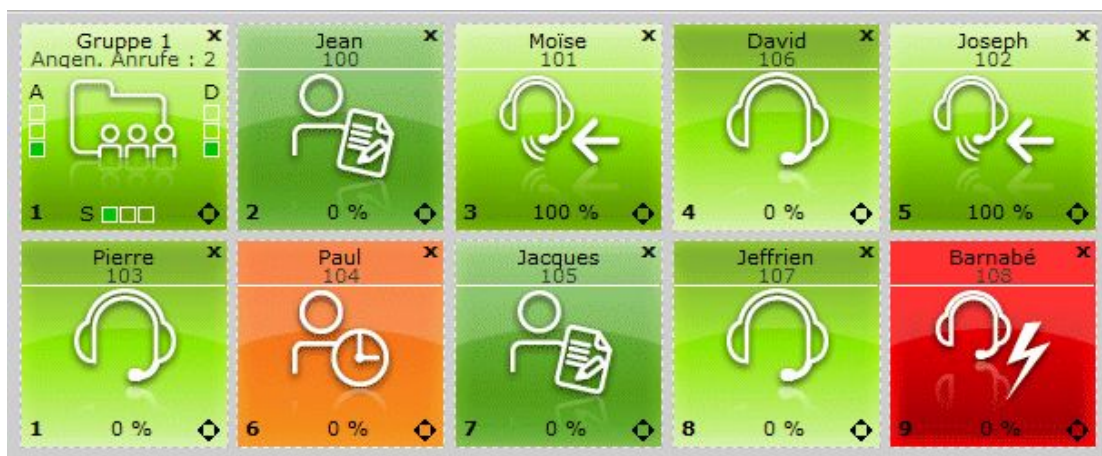 Gruppe 1 x
Angen. Anrufe : 2
A D
1 S
Jean x
100
2 0 %
Moïse x
101
3 100 %
David x
106
4 0 %
Joseph x
102
5 100 %
Pierre x
103
1 0 %
Paul x
104
6 0 %
Jacques x
105
7 0 %
Jeffrien x
107
8 0 %
Barnabé x
108
9 0 %